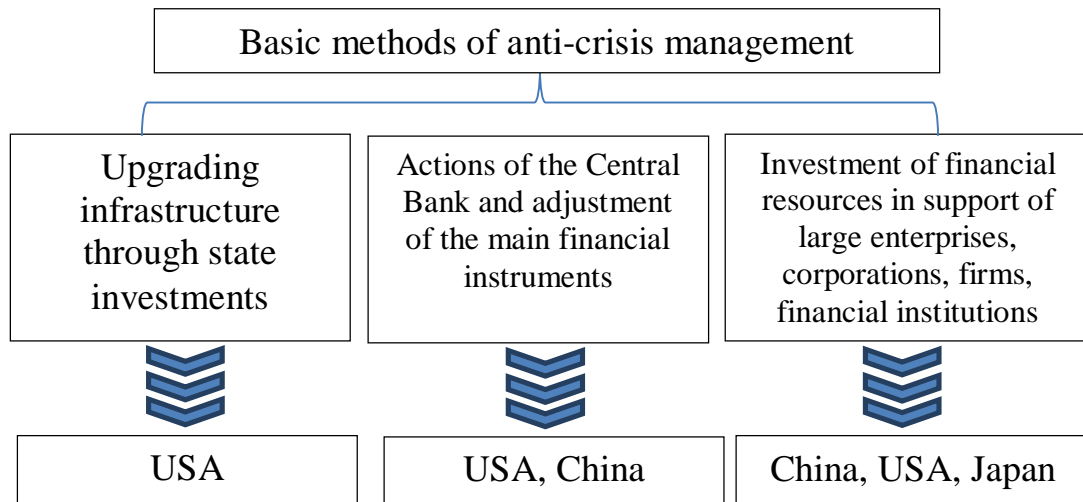 Basic methods of anti-crisis management
Upgrading
infrastructure
through state
investments
Actions of the Central
Bank and adjustment
of the main financial
instruments
Investment of financial
resources in support of
large enterprises,
corporations, firms,
financial institutions
USA
USA, China
China, USA, Japan